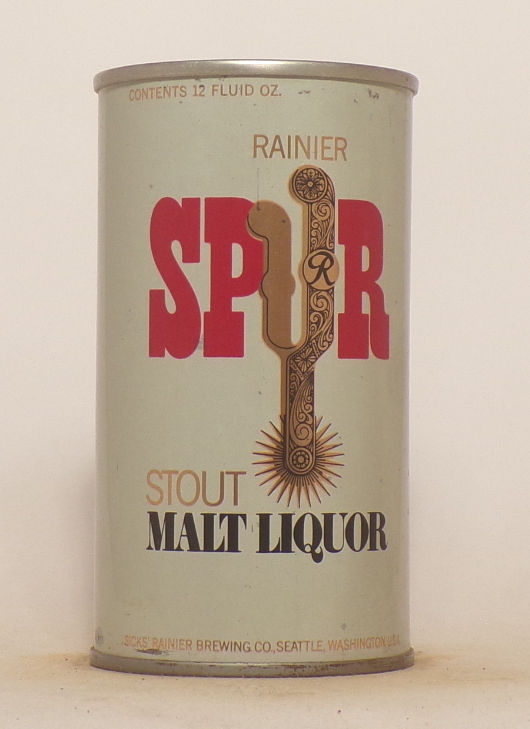 CONTENTS 12 FLUID OZ.
RAINIER
SPUR
R
STOUT
MALT LIQUOR
SICKS' RAINIER BREWING CO., SEATTLE, WASHINGTON, U.S.A.